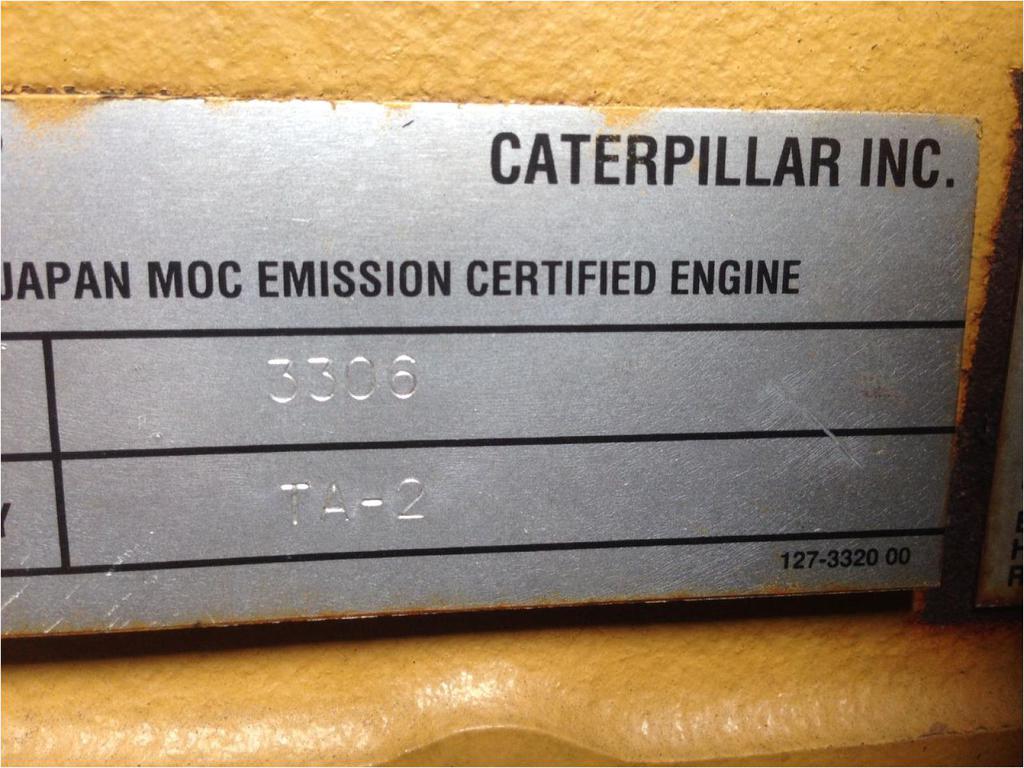 CATERPILLAR INC.
JAPAN MOC EMISSION CERTIFIED ENGINE
3306
TA-2
127-3320 00